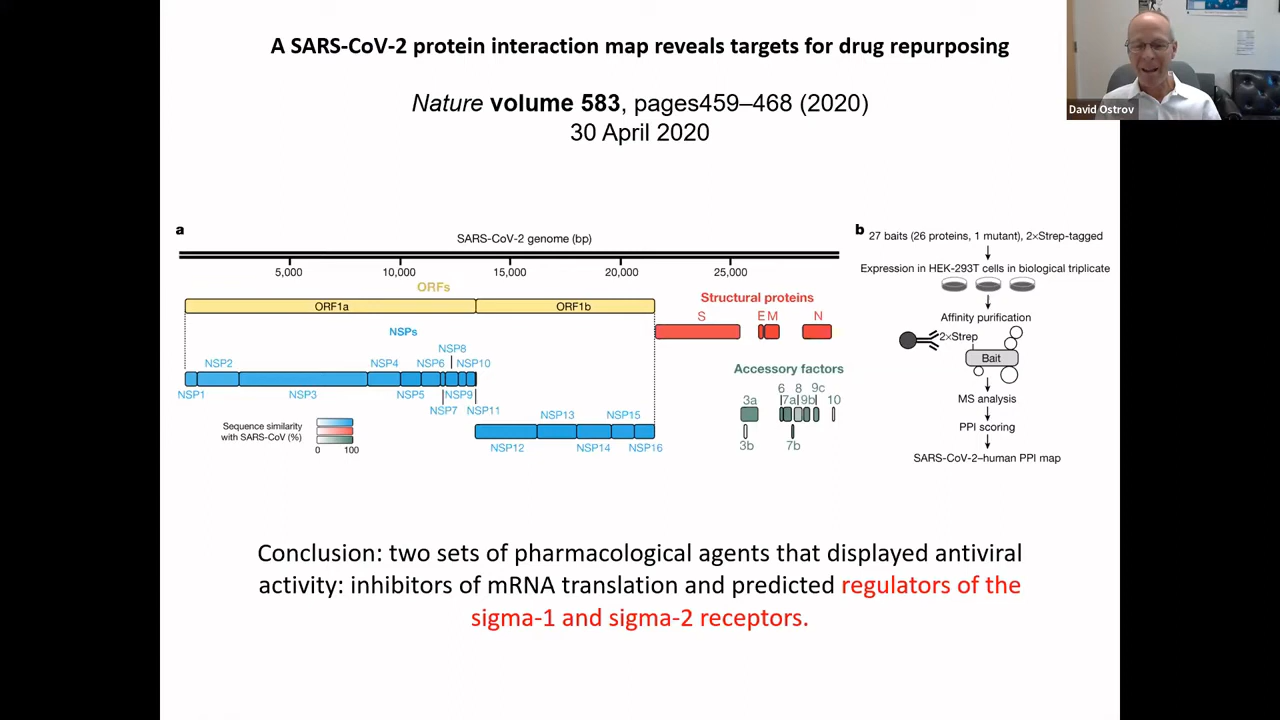 A SARS-CoV-2 protein interaction map reveals targets for drug repurposing
Nature volume 583, pages459–468 (2020)
30 April 2020
David Ostrov
a
SARS-CoV-2 genome (bp)
5,000 10,000 15,000 20,000 25,000
ORFs
ORF1a ORF1b
NSPs
NSP8
NSP2 NSP4 NSP6 NSP10
NSP1 NSP3 NSP5 NSP9
NSP7 NSP11
NSP13 NSP15
NSP12 NSP14 NSP16
Sequence similarity
with SARS-CoV (%)
0 100
Structural proteins
S E M N
Accessory factors
6 8 9c
3a 7a 9b 10
3b 7b
b
27 baits (26 proteins, 1 mutant), 2×Strep-tagged
Expression in HEK-293T cells in biological triplicate
Affinity purification
2×Strep
Bait
MS analysis
PPI scoring
SARS-CoV-2–human PPI map
Conclusion: two sets of pharmacological agents that displayed antiviral
activity: inhibitors of mRNA translation and predicted regulators of the
sigma-1 and sigma-2 receptors.